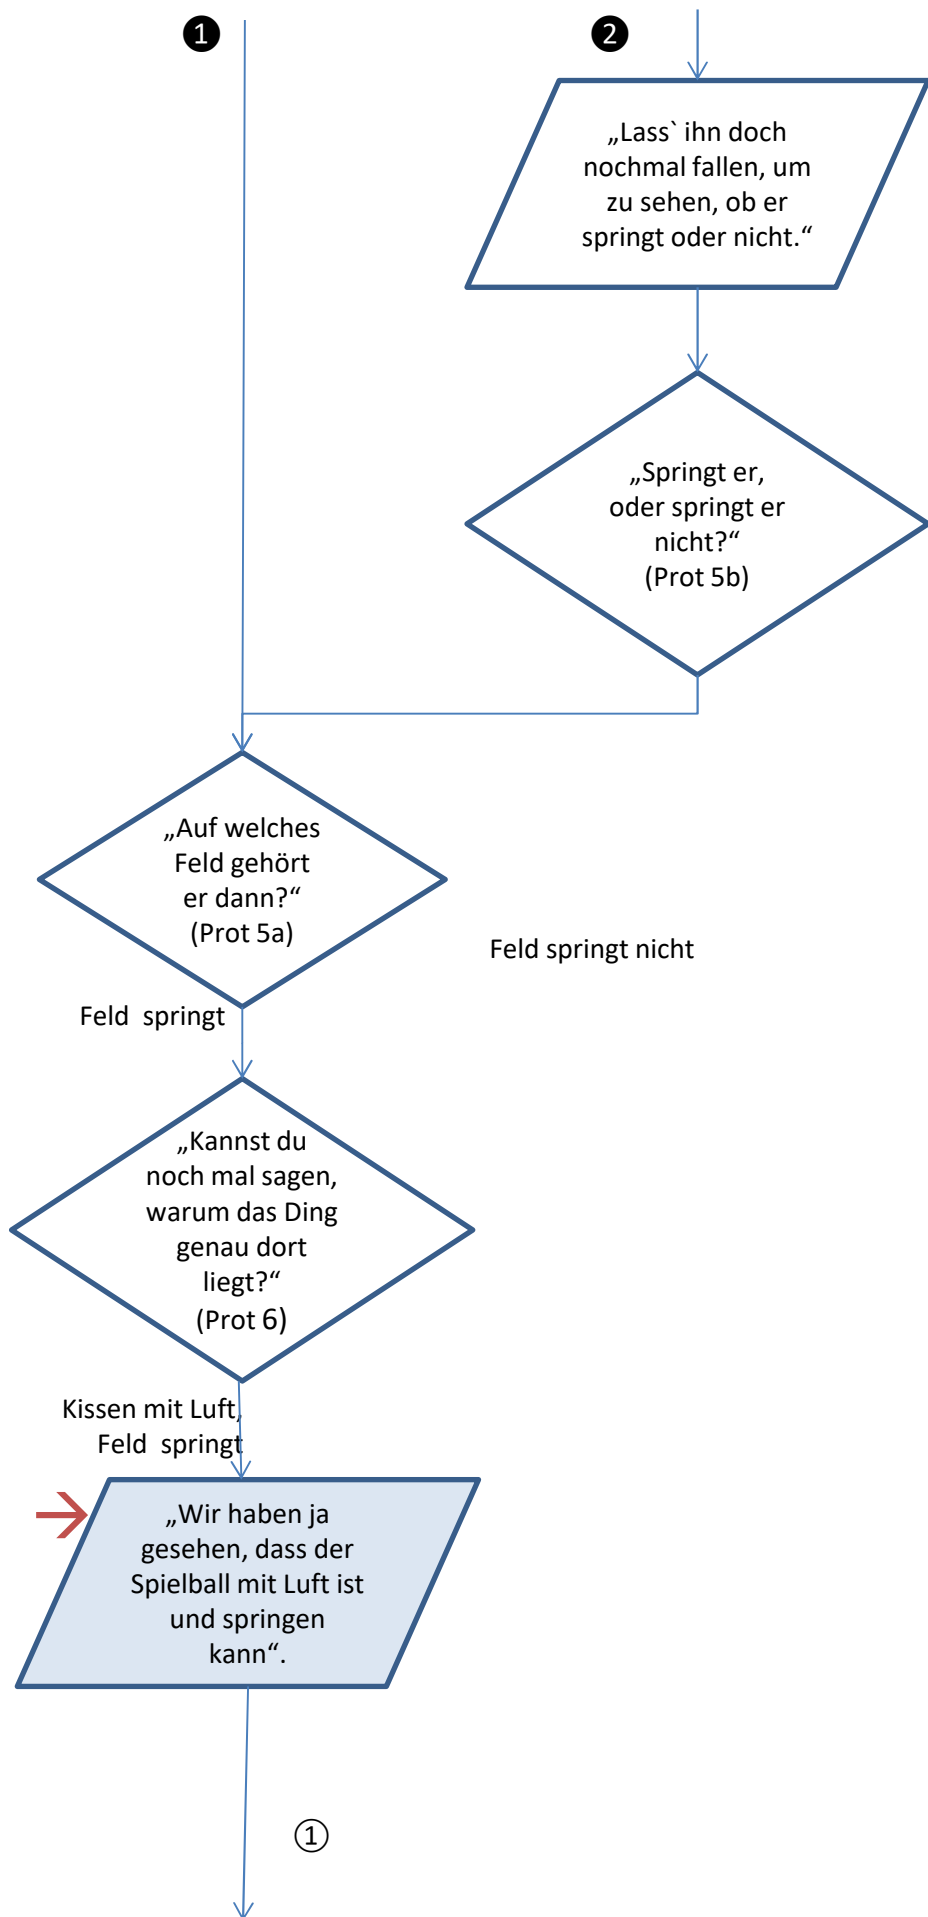 ❶
❷
„Lass` ihn doch
nochmal fallen, um
zu sehen, ob er
springt oder nicht.“
„Springt er,
oder springt er
nicht?“
(Prot 5b)
„Auf welches
Feld gehört
er dann?“
(Prot 5a)
Feld springt nicht
Feld springt
„Kannst du
noch mal sagen,
warum das Ding
genau dort
liegt?“
(Prot 6)
Kissen mit Luft,
Feld springt
„Wir haben ja
gesehen, dass der
Spielball mit Luft ist
und springen
kann“.
①